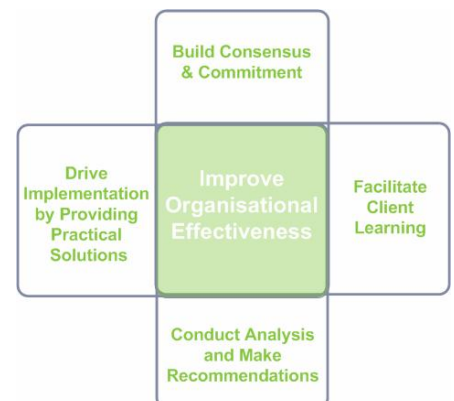 Build Consensus
& Commitment
Drive
Implementation
by Providing
Practical
Solutions
Improve
Organisational
Effectiveness
Facilitate
Client
Learning
Conduct Analysis
and Make
Recommendations